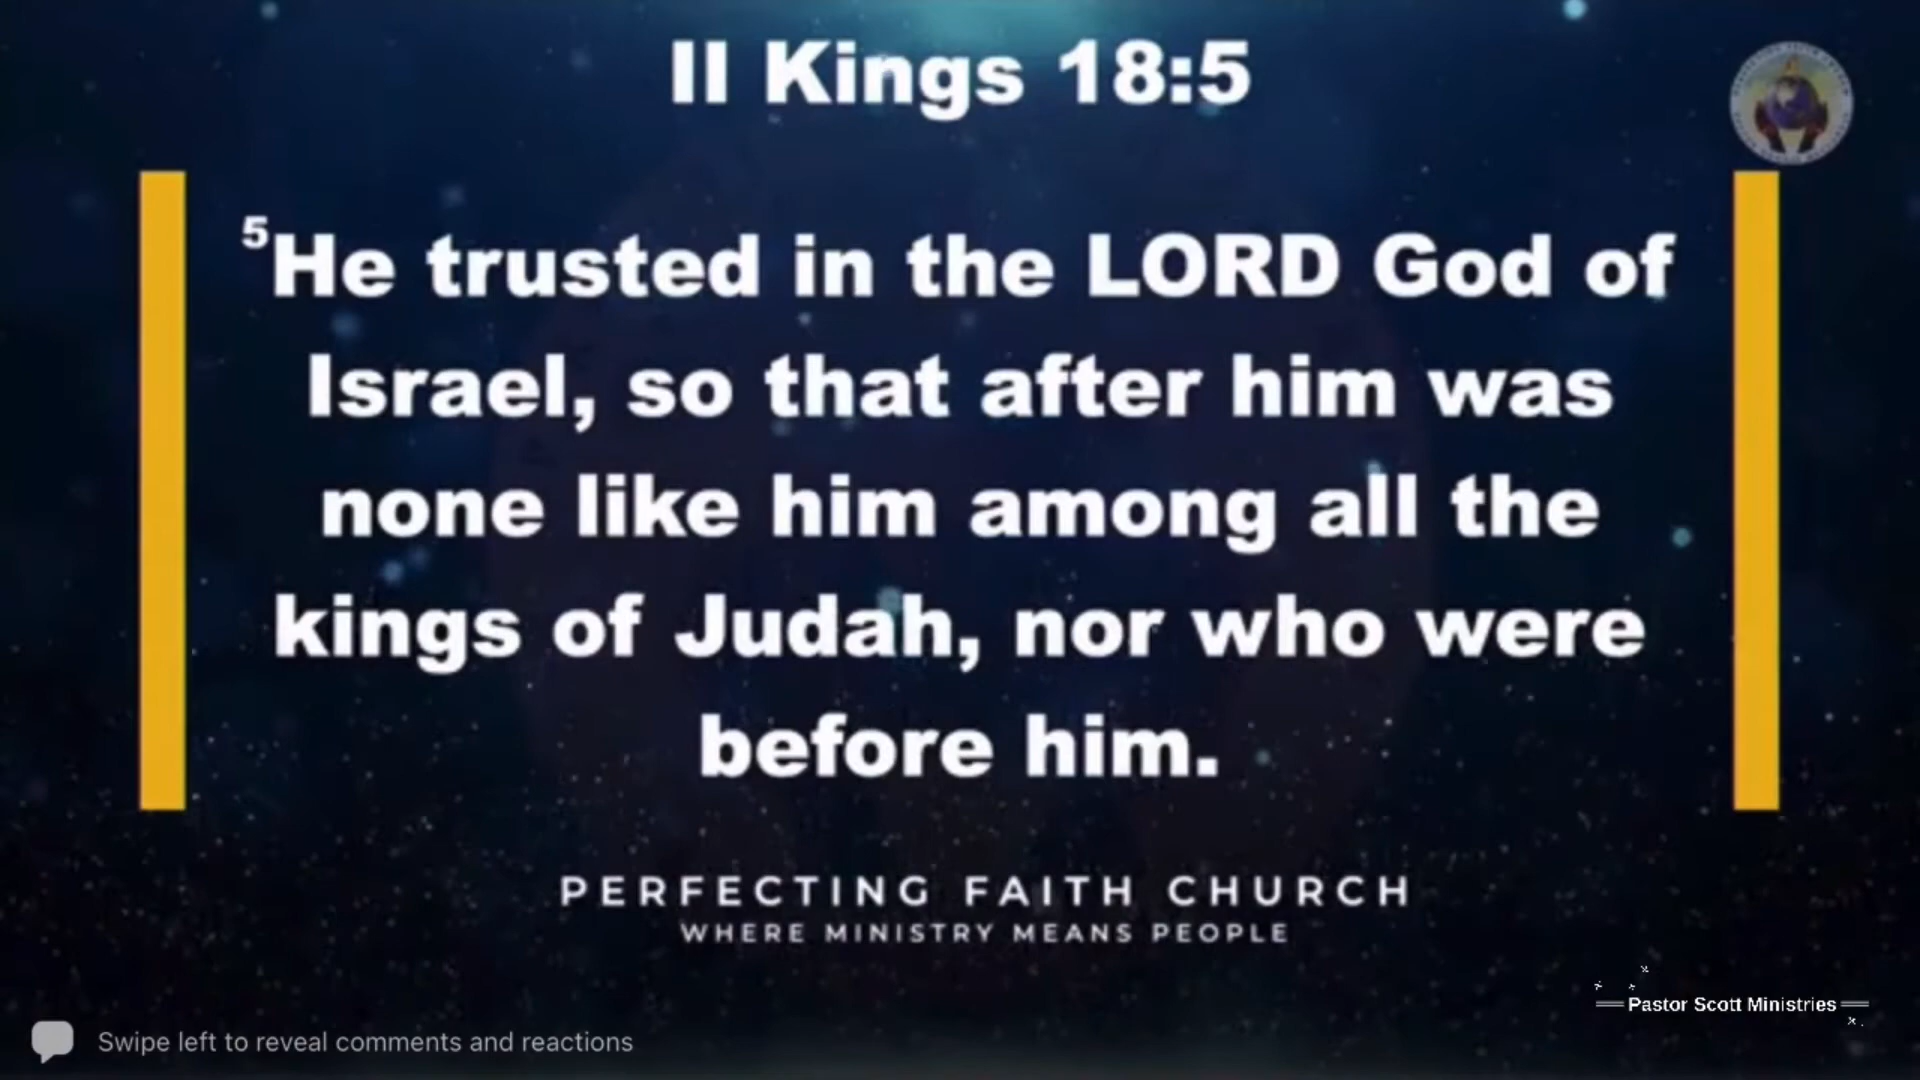 II Kings 18:5
5He trusted in the LORD God of
Israel, so that after him was
none like him among all the
kings of Judah, nor who were
before him.
PERFECTING FAITH CHURCH
WHERE MINISTRY MEANS PEOPLE
Pastor Scott Ministries
Swipe left to reveal comments and reactions